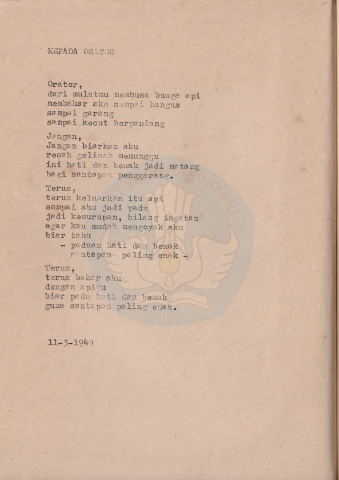 KEPADA ORATOR
Orator,
dari mulutmu membusa bunga api
membakar aku sampai hangus
sampai garang
sampai kecut berpantang
Jangan,
Jangan biarkan aku
resah gelisah menunggu
ini hati dan benak jadi matang
bagi santapan penggarang.
Terus,
terus keluarkan itu api
sampai aku jadi padu
jadi kesurupan, hilang ingatan
agar kau mudah mengoyak aku
biar tahu
- paduan hati dan benak
santapan paling enak -
Terus,
terus bakar aku
dengan apimu
biar padu hati dan benak
guna santapan paling enak.
11-3-1949